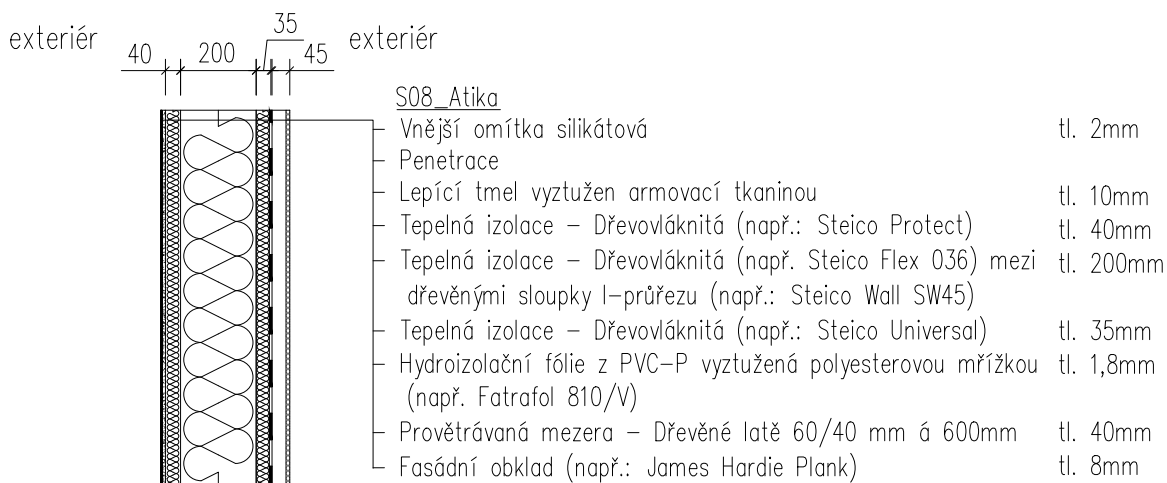 35
exteriér 40 200 45 exteriér
S08_Atika
Vnější omítka silikátová tl. 2mm
Penetrace
Lepící tmel vyztužen armovací tkaninou tl. 10mm
Tepelná izolace – Dřevovláknitá (např.: Steico Protect) tl. 40mm
Tepelná izolace – Dřevovláknitá (např. Steico Flex 036) mezi tl. 200mm
dřevěnými sloupky I–průřezu (např.: Steico Wall SW45)
Tepelná izolace – Dřevovláknitá (např.: Steico Universal) tl. 35mm
Hydroizolační fólie z PVC–P vyztužená polyesterovou mřížkou tl. 1,8mm
(např. Fatrafol 810/V)
Provětrávaná mezera – Dřevěné latě 60/40 mm á 600mm tl. 40mm
Fasádní obklad (např.: James Hardie Plank) tl. 8mm